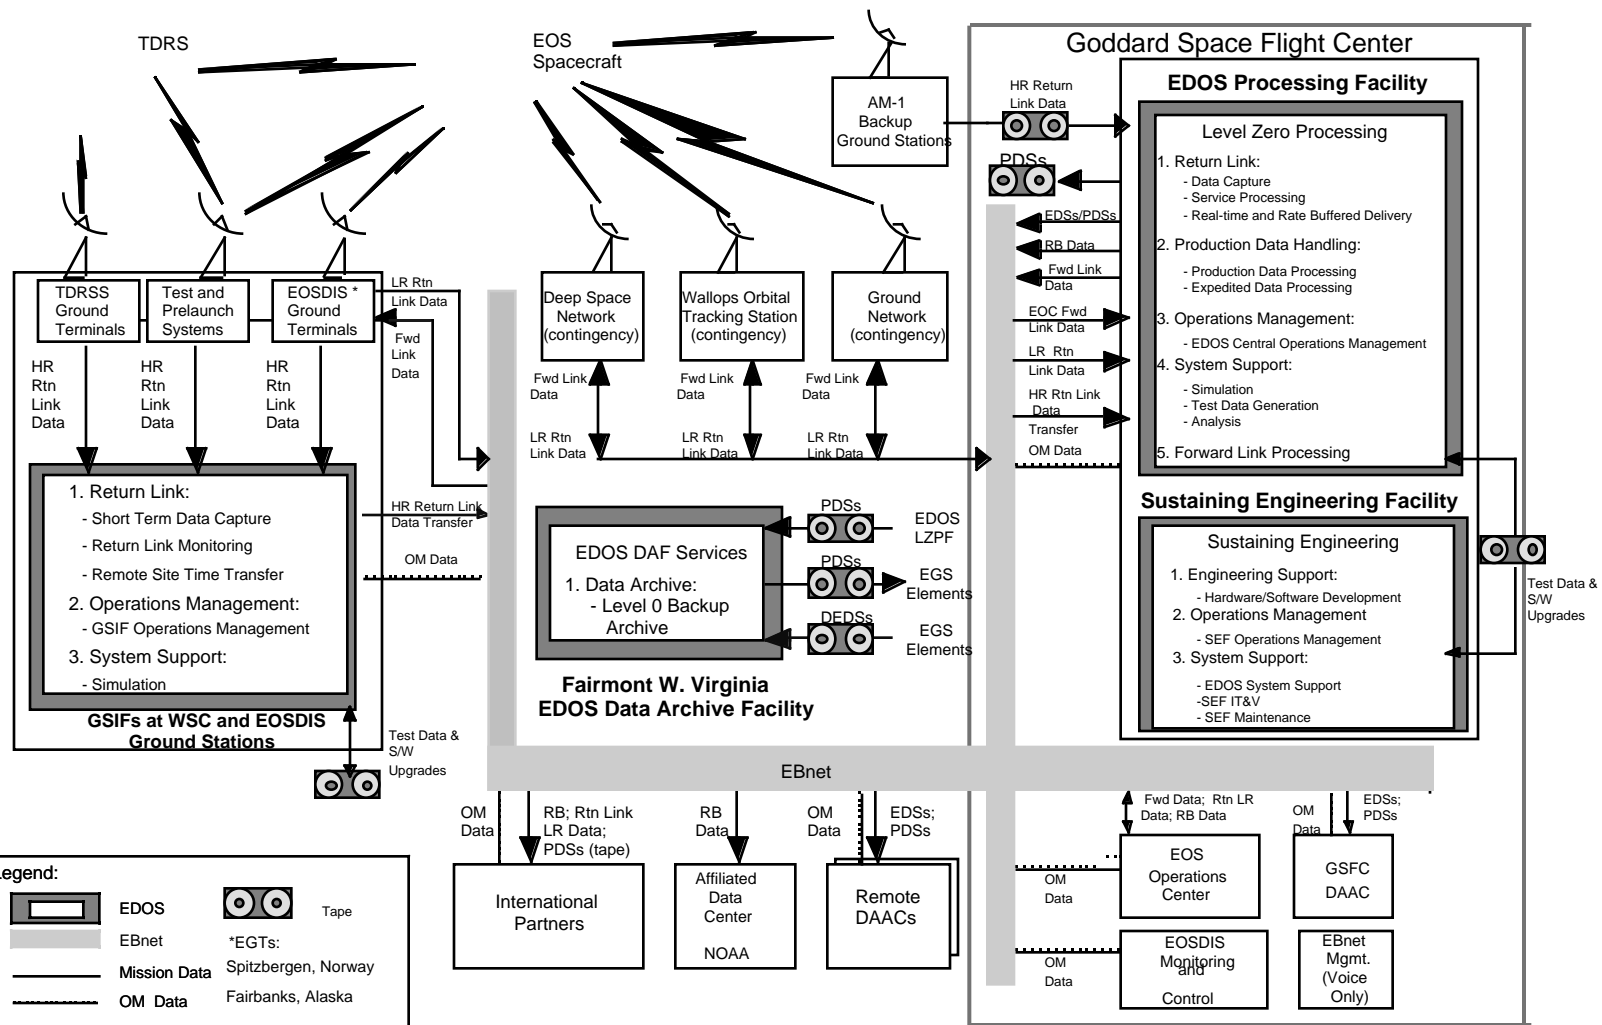 TDRS
EOS
Spacecraft
AM-1
Backup
Ground Stations
Goddard Space Flight Center
HR Return
Link Data
PDSs
EDSs/PDSs
RB Data
Fwd Link
Data
EOC Fwd
Link Data
LR Rtn
Link Data
HR Rtn Link
Data
Transfer
OM Data
EDOS Processing Facility
Level Zero Processing
1. Return Link:
- Data Capture
- Service Processing
- Real-time and Rate Buffered Delivery
2. Production Data Handling:
- Production Data Processing
- Expedited Data Processing
3. Operations Management:
- EDOS Central Operations Management
4. System Support:
- Simulation
- Test Data Generation
- Analysis
5. Forward Link Processing
Sustaining Engineering Facility
Sustaining Engineering
1. Engineering Support:
- Hardware/Software Development
2. Operations Management
- SEF Operations Management
3. System Support:
- EDOS System Support
-SEF IT&V
- SEF Maintenance
Test Data &
S/W
Upgrades
TDRSS
Ground
Terminals
Test and
Prelaunch
Systems
EOSDIS *
Ground
Terminals
LR Rtn
Link Data
Fwd
Link
Data
HR
Rtn
Link
Data
HR
Rtn
Link
Data
HR
Rtn
Link
Data
1. Return Link:
- Short Term Data Capture
- Return Link Monitoring
- Remote Site Time Transfer
2. Operations Management:
- GSIF Operations Management
3. System Support:
- Simulation
GSIFs at WSC and EOSDIS
Ground Stations
HR Return Link
Data Transfer
OM Data
Test Data &
S/W
Upgrades
Deep Space
Network
(contingency)
Wallops Orbital
Tracking Station
(contingency)
Ground
Network
(contingency)
Fwd Link
Data
Fwd Link
Data
Fwd Link
Data
LR Rtn
Link Data
LR Rtn
Link Data
LR Rtn
Link Data
EDOS DAF Services
1. Data Archive:
- Level 0 Backup
Archive
PDSs
EDOS
LZPF
PDSs
EGS
Elements
DEDSs
EGS
Elements
Fairmont W. Virginia
EDOS Data Archive Facility
EBnet
OM
Data
RB; Rtn Link
LR Data;
PDSs (tape)
RB
Data
OM
Data
EDSs;
PDSs
Fwd Data; Rtn LR
Data; RB Data
OM
Data
EDSs;
PDSs
International
Partners
Affiliated
Data
Center
NOAA
Remote
DAACs
OM
Data
EOS
Operations
Center
GSFC
DAAC
OM
Data
EOSDIS
Monitoring
and
Control
EBnet
Mgmt.
(Voice
Only)
Legend:
EDOS
Tape
EBnet
*EGTs:
Mission Data
Spitzbergen, Norway
OM Data
Fairbanks, Alaska